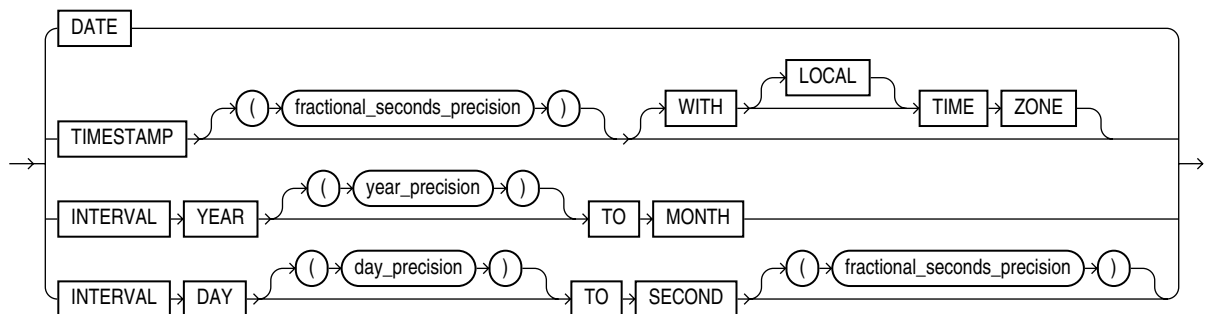 DATE
TIMESTAMP ( fractional_seconds_precision ) WITH LOCAL TIME ZONE
INTERVAL YEAR ( year_precision ) TO MONTH
INTERVAL DAY ( day_precision ) TO SECOND ( fractional_seconds_precision )